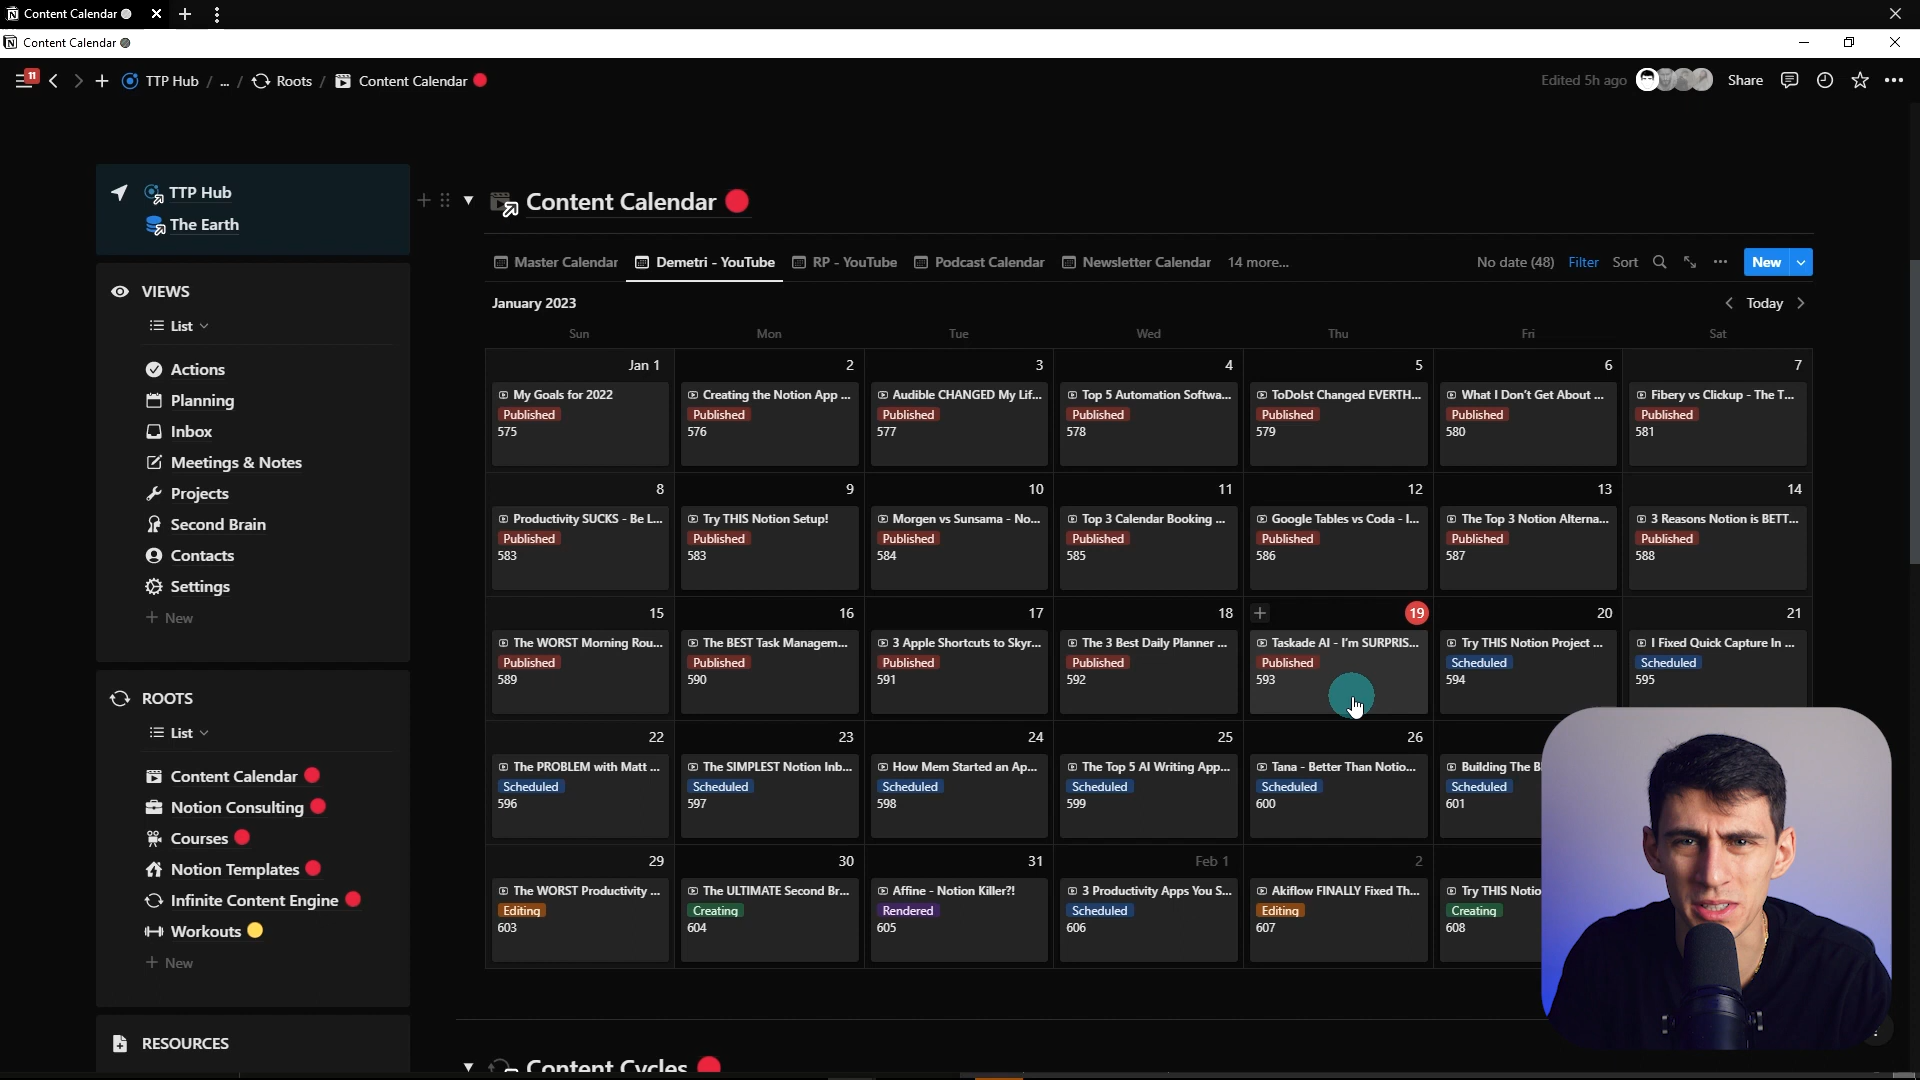 Content Calendar
Content Calendar
11
TTP Hub / ... / Roots / Content Calendar
Edited 5h ago
Share
TTP Hub
The Earth
VIEWS
List
Actions
Planning
Inbox
Meetings & Notes
Projects
Second Brain
Contacts
Settings
New
ROOTS
List
Content Calendar
Notion Consulting
Courses
Notion Templates
Infinite Content Engine
Workouts
New
RESOURCES
Content Calendar
Master Calendar
Demetri - YouTube
RP - YouTube
Podcast Calendar
Newsletter Calendar
14 more...
No date (48)
Filter
Sort
New
January 2023
Today
Sun Mon Tue Wed Thu Fri Sat
Jan 1
My Goals for 2022
Published
575
2
Creating the Notion App ...
Published
576
3
Audible CHANGED My Lif...
Published
577
4
Top 5 Automation Softwa...
Published
578
5
ToDoIst Changed EVERTH...
Published
579
6
What I Don't Get About ...
Published
580
7
Fibery vs Clickup - The T...
Published
581
8
Productivity SUCKS - Be L...
Published
583
9
Try THIS Notion Setup!
Published
583
10
Morgen vs Sunsama - No...
Published
584
11
Top 3 Calendar Booking ...
Published
585
12
Google Tables vs Coda - I...
Published
586
13
The Top 3 Notion Alterna...
Published
587
14
3 Reasons Notion is BETT...
Published
588
15
The WORST Morning Rou...
Published
589
16
The BEST Task Managem...
Published
590
17
3 Apple Shortcuts to Skyr...
Published
591
18
The 3 Best Daily Planner ...
Published
592
19
Taskade AI - I'm SURPRIS...
Published
593
20
Try THIS Notion Project ...
Scheduled
594
21
I Fixed Quick Capture In ...
Scheduled
595
22
The PROBLEM with Matt ...
Scheduled
596
23
The SIMPLEST Notion Inb...
Scheduled
597
24
How Mem Started an Ap...
Scheduled
598
25
The Top 5 AI Writing App...
Scheduled
599
26
Tana - Better Than Notio...
Scheduled
600
Building The B
Scheduled
601
29
The WORST Productivity ...
Editing
603
30
The ULTIMATE Second Br...
Creating
604
31
Affine - Notion Killer?!
Rendered
605
Feb 1
3 Productivity Apps You S...
Scheduled
606
2
Akiflow FINALLY Fixed Th...
Editing
607
Try THIS Notio
Creating
608
Content Cycles